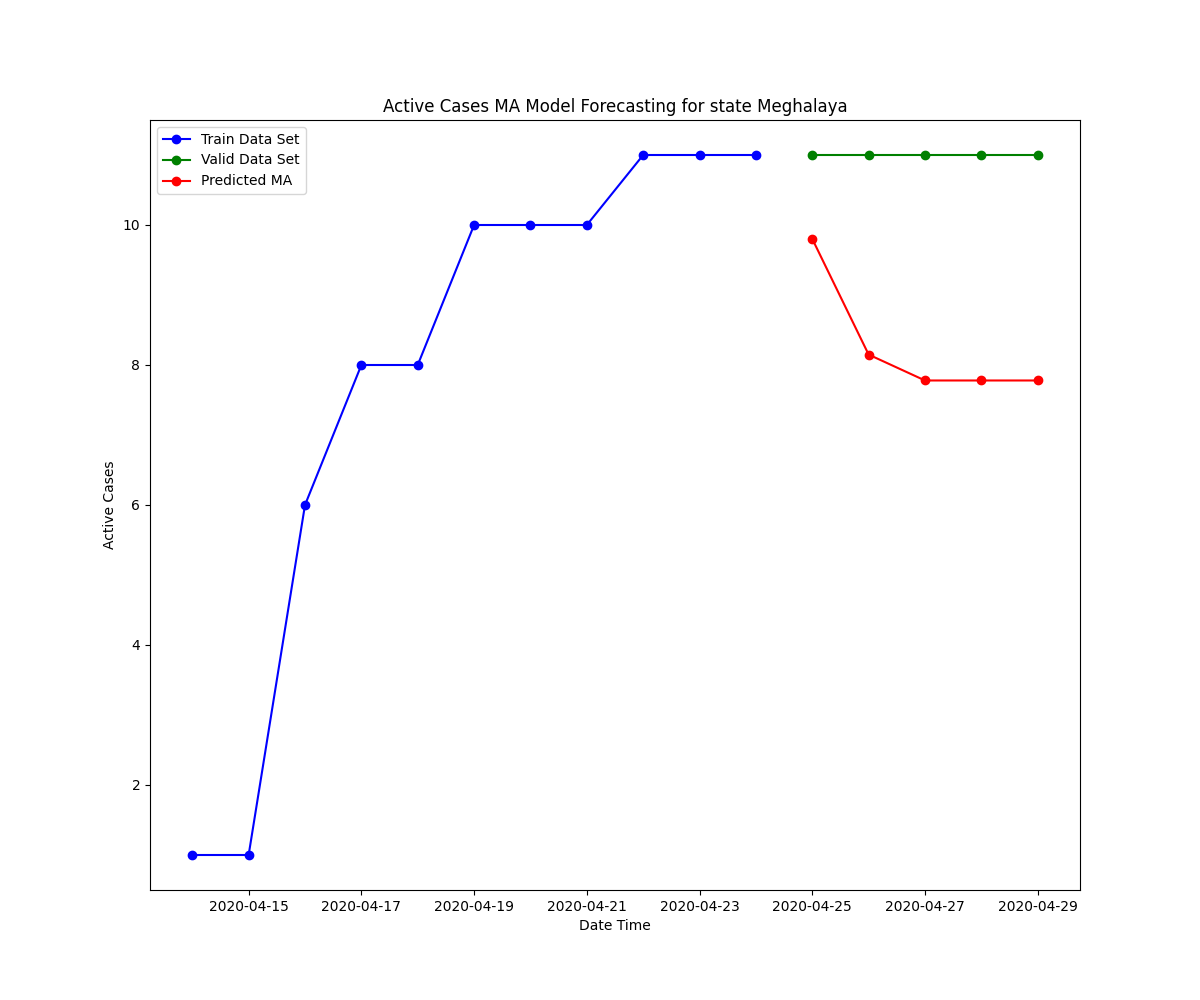 Active Cases MA Model Forecasting for state Meghalaya
Train Data Set
Valid Data Set
Predicted MA
10
8
6
4
2
Active Cases
2020-04-15 2020-04-17 2020-04-19 2020-04-21 2020-04-23 2020-04-25 2020-04-27 2020-04-29
Date Time